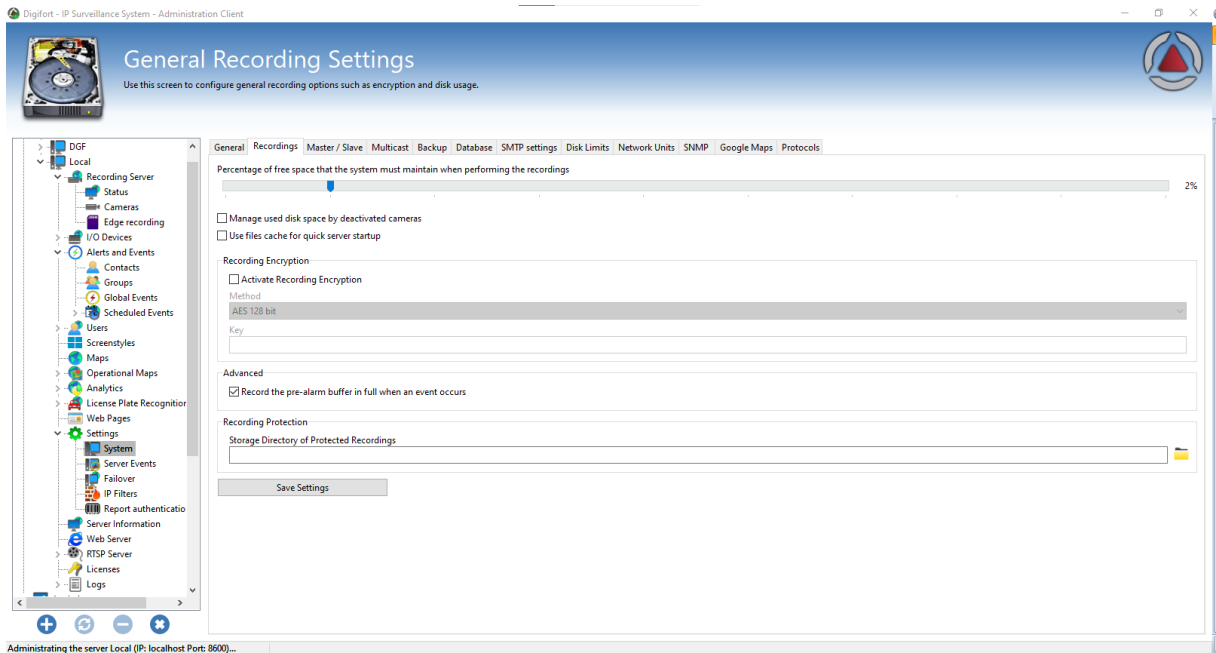 Digifort - IP Surveillance System - Administration Client
General Recording Settings
Use this screen to configure general recording options such as encryption and disk usage.
DGF
Local
Recording Server
Status
Cameras
Edge recording
I/O Devices
Alerts and Events
Contacts
Groups
Global Events
Scheduled Events
Users
Screenstyles
Maps
Operational Maps
Analytics
License Plate Recognition
Web Pages
Settings
System
Server Events
Failover
IP Filters
Report authenticatio
Server Information
Web Server
RTSP Server
Licenses
Logs
General Recordings Master / Slave Multicast Backup Database SMTP settings Disk Limits Network Units SNMP Google Maps Protocols
Percentage of free space that the system must maintain when performing the recordings
2%
Manage used disk space by deactivated cameras
Use files cache for quick server startup
Recording Encryption
Activate Recording Encryption
Method
AES 128 bit
Key
Advanced
Record the pre-alarm buffer in full when an event occurs
Recording Protection
Storage Directory of Protected Recordings
Save Settings
Administrating the server Local (IP: localhost Port: 8600)...